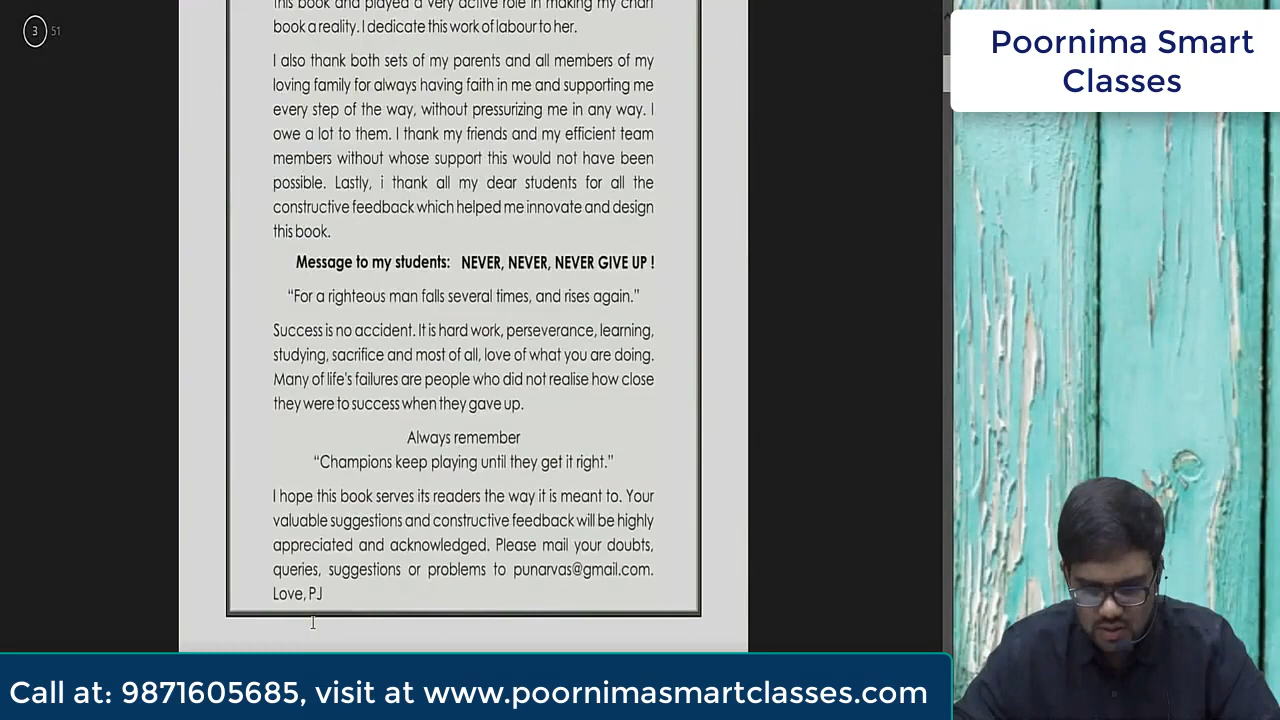 3 51
this book and played a very active role in making my chart
book a reality. I dedicate this work of labour to her.
I also thank both sets of my parents and all members of my
loving family for always having faith in me and supporting me
every step of the way, without pressurizing me in any way. I
owe a lot to them. I thank my friends and my efficient team
members without whose support this would not have been
possible. Lastly, i thank all my dear students for all the
constructive feedback which helped me innovate and design
this book.
Message to my students: NEVER, NEVER, NEVER GIVE UP !
“For a righteous man falls several times, and rises again.”
Success is no accident. It is hard work, perseverance, learning,
studying, sacrifice and most of all, love of what you are doing.
Many of life's failures are people who did not realise how close
they were to success when they gave up.
Always remember
“Champions keep playing until they get it right.”
I hope this book serves its readers the way it is meant to. Your
valuable suggestions and constructive feedback will be highly
appreciated and acknowledged. Please mail your doubts,
queries, suggestions or problems to punarvas@gmail.com.
Love, PJ
Poornima Smart
Classes
Call at: 9871605685, visit at www.poornimasmartclasses.com